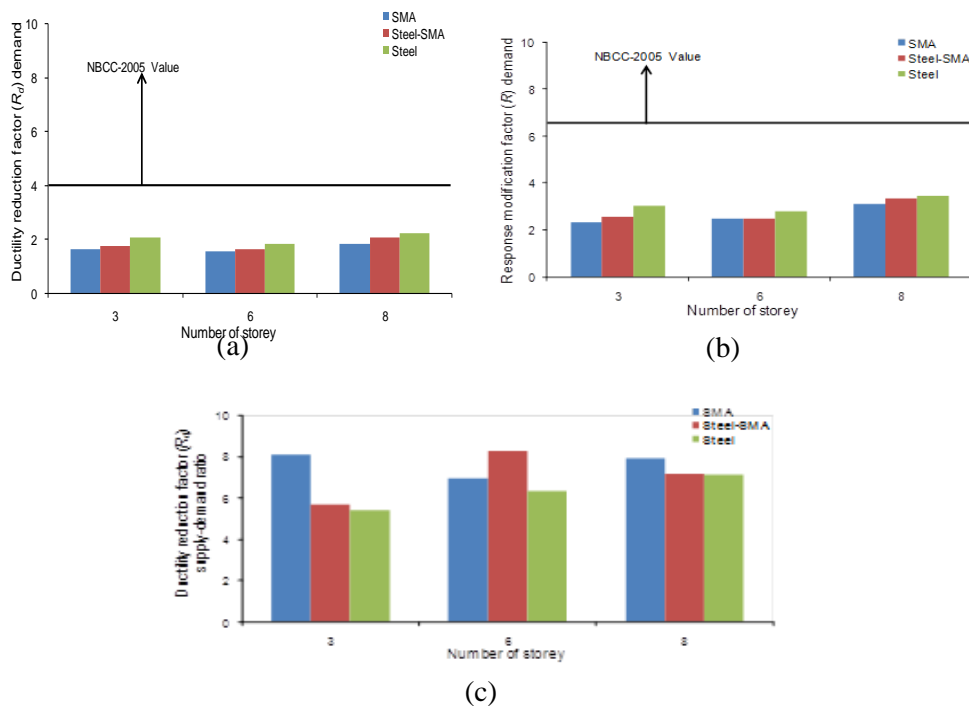 10
8
6
4
2
0
Ductility reduction factor (Rd) demand
NBCC-2005 Value
SMA
Steel-SMA
Steel
3 6 8
Number of storey
(a)
10
8
6
4
2
0
Response modification factor (R) demand
NBCC-2005 Value
SMA
Steel-SMA
Steel
3 6 8
Number of storey
(b)
10
8
6
4
2
0
Ductility reduction factor (Rd)
supply-demand ratio
SMA
Steel-SMA
Steel
3 6 8
Number of storey
(c)